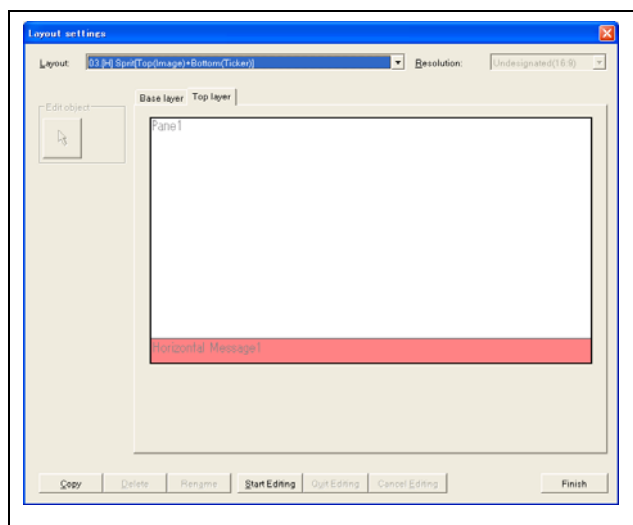 Layout settings
Layout: 03.[H] Sprit[Top(Image)+Bottom(Ticker)] Resolution: Undesignated(16:9)
Edit object
Base layer Top layer
Pane1
Horizontal Message1
Copy Delete Rename Start Editing Quit Editing Cancel Editing Finish